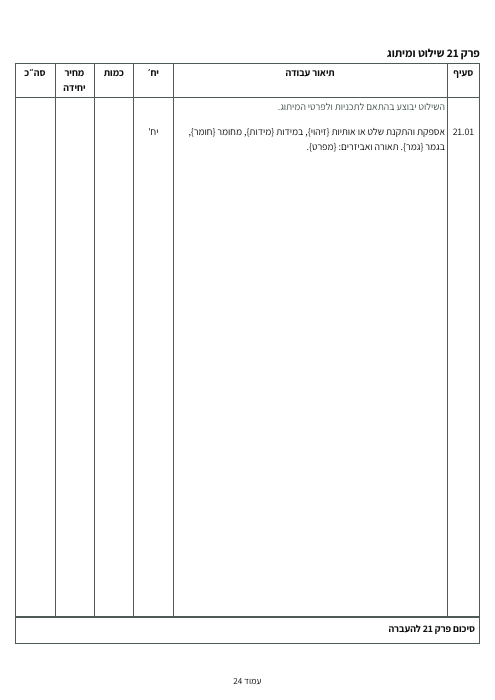 פרק 21 שילוט ומיתוג
סעיף תיאור עבודה יח׳ כמות מחיר יחידה סה״כ
השילוט יבוצע בהתאם לתכניות ולפרטי המיתוג.
21.01 אספקת והתקנת שלט או אותיות {זיהוי}, במידות {מידות}, מחומר {חומר}, יח'
בגמר {גמר}. תאורה ואביזרים: {מפרט}.
סיכום פרק 21 להעברה
עמוד 24